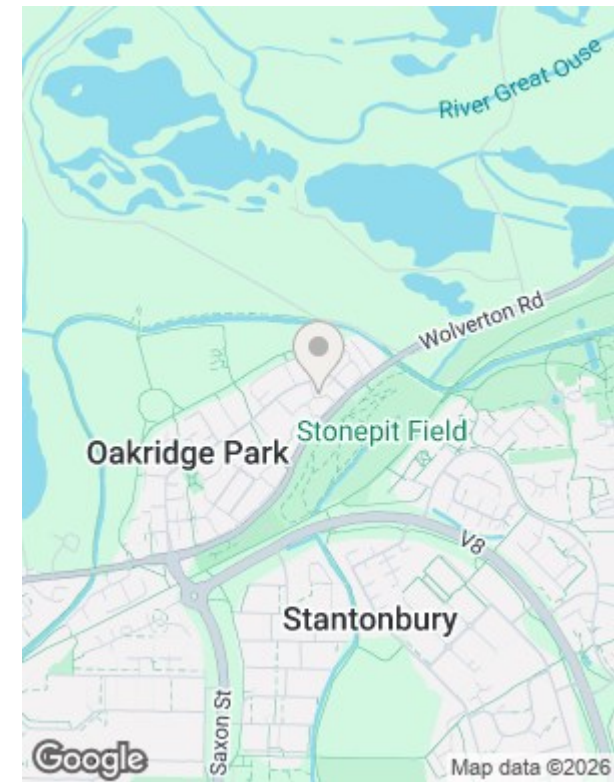 River Great Ouse
Wolverton Rd
Stonepit Field
Oakridge Park
V8
Stantonbury
Saxon St
Google
Map data ©2026